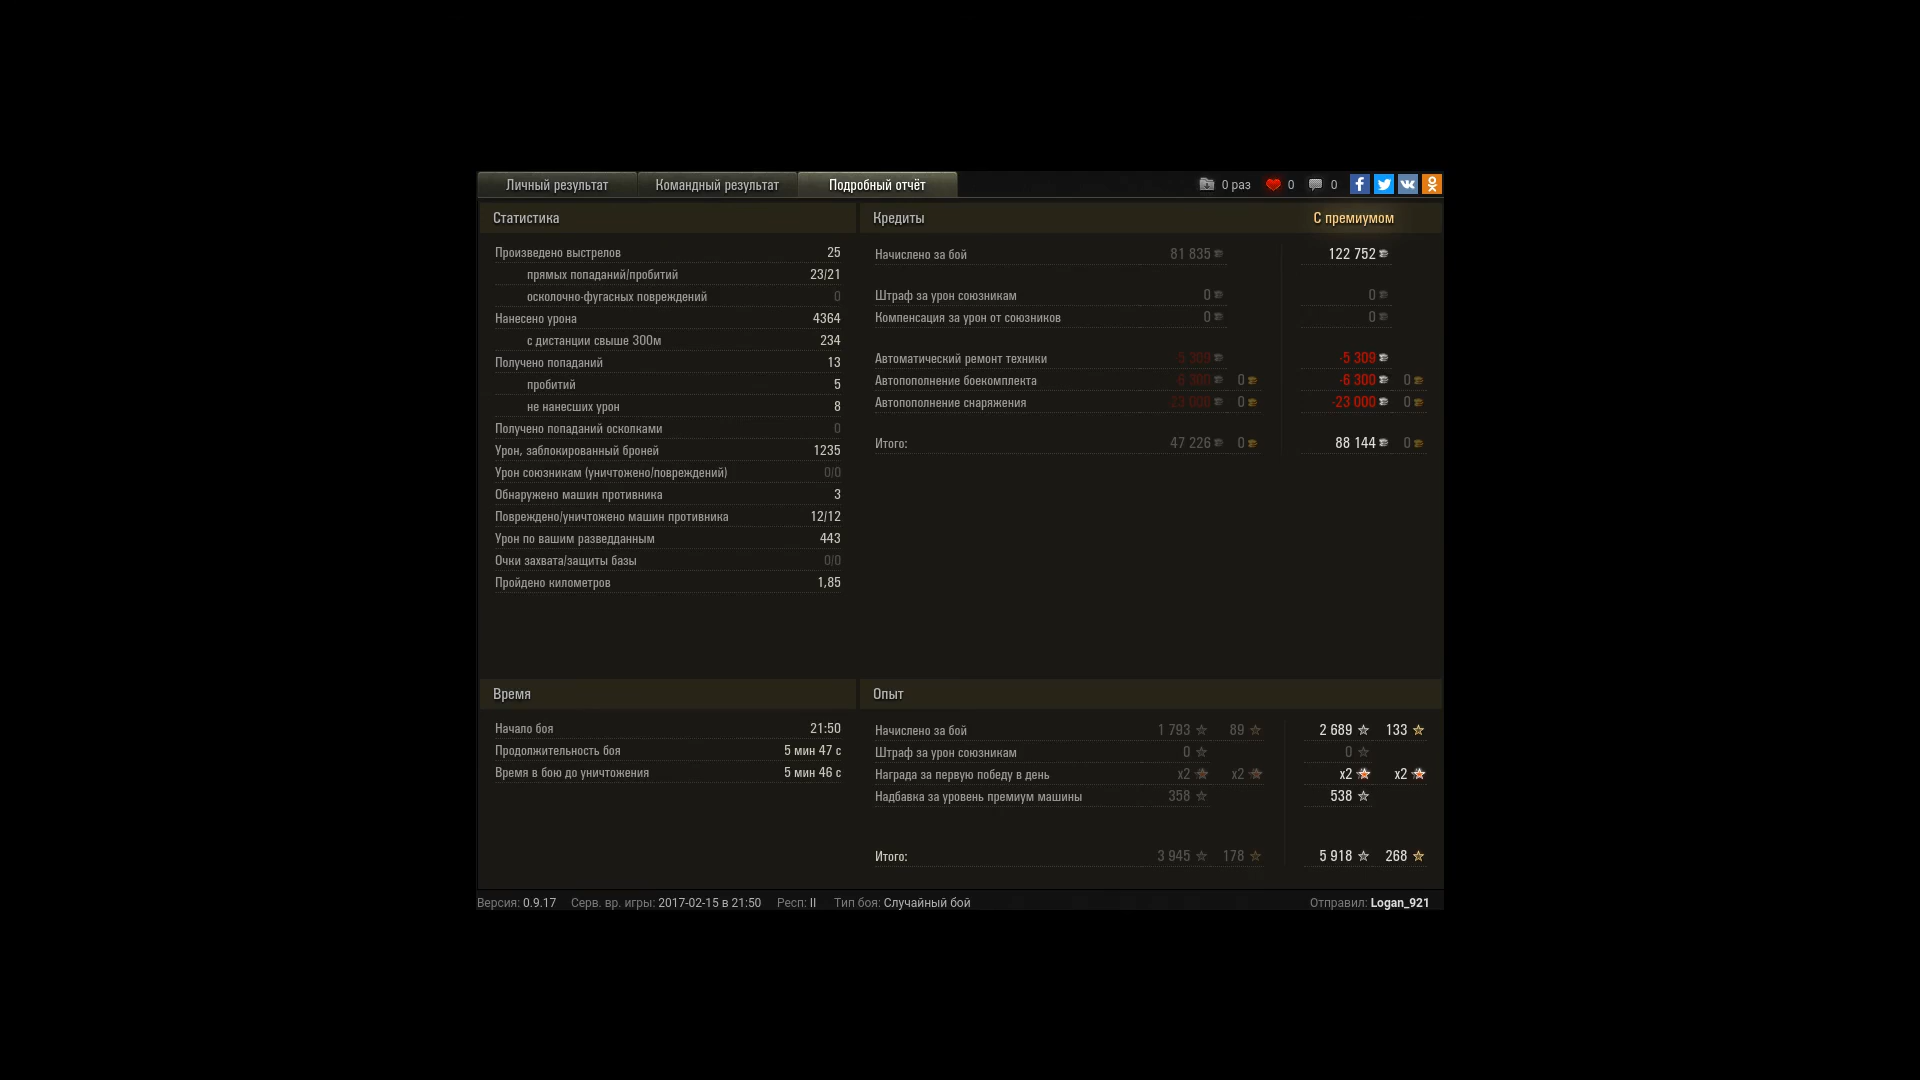 Личный результат Командный результат Подробный отчёт 0 раз 0 0
Статистика
Произведено выстрелов 25
прямых попаданий/пробитий 23/21
осколочно-фугасных повреждений 0
Нанесено урона 4364
с дистанции свыше 300м 234
Получено попаданий 13
пробитий 5
не нанесших урон 8
Получено попаданий осколками 0
Урон, заблокированный броней 1235
Урон союзникам (уничтожено/повреждений) 0/0
Обнаружено машин противника 3
Повреждено/уничтожено машин противника 12/12
Урон по вашим разведданным 443
Очки захвата/защиты базы 0/0
Пройдено километров 1,85
Кредиты С премиумом
Начислено за бой 81 835 122 752
Штраф за урон союзникам 0 0
Компенсация за урон от союзников 0 0
Автоматический ремонт техники -5 309 -5 309
Автопополнение боекомплекта -6 300 0 -6 300 0
Автопополнение снаряжения -23 000 0 -23 000 0
Итого: 47 226 0 88 144 0
Время
Начало боя 21:50
Продолжительность боя 5 мин 47 с
Время в бою до уничтожения 5 мин 46 с
Опыт
Начислено за бой 1 793 89 2 689 133
Штраф за урон союзникам 0 0
Награда за первую победу в день x2 x2 x2 x2
Надбавка за уровень премиум машины 358 538
Итого: 3 945 178 5 918 268
Версия: 0.9.17 Серв. вр. игры: 2017-02-15 в 21:50 Респ: II Тип боя: Случайный бой Отправил: Logan_921